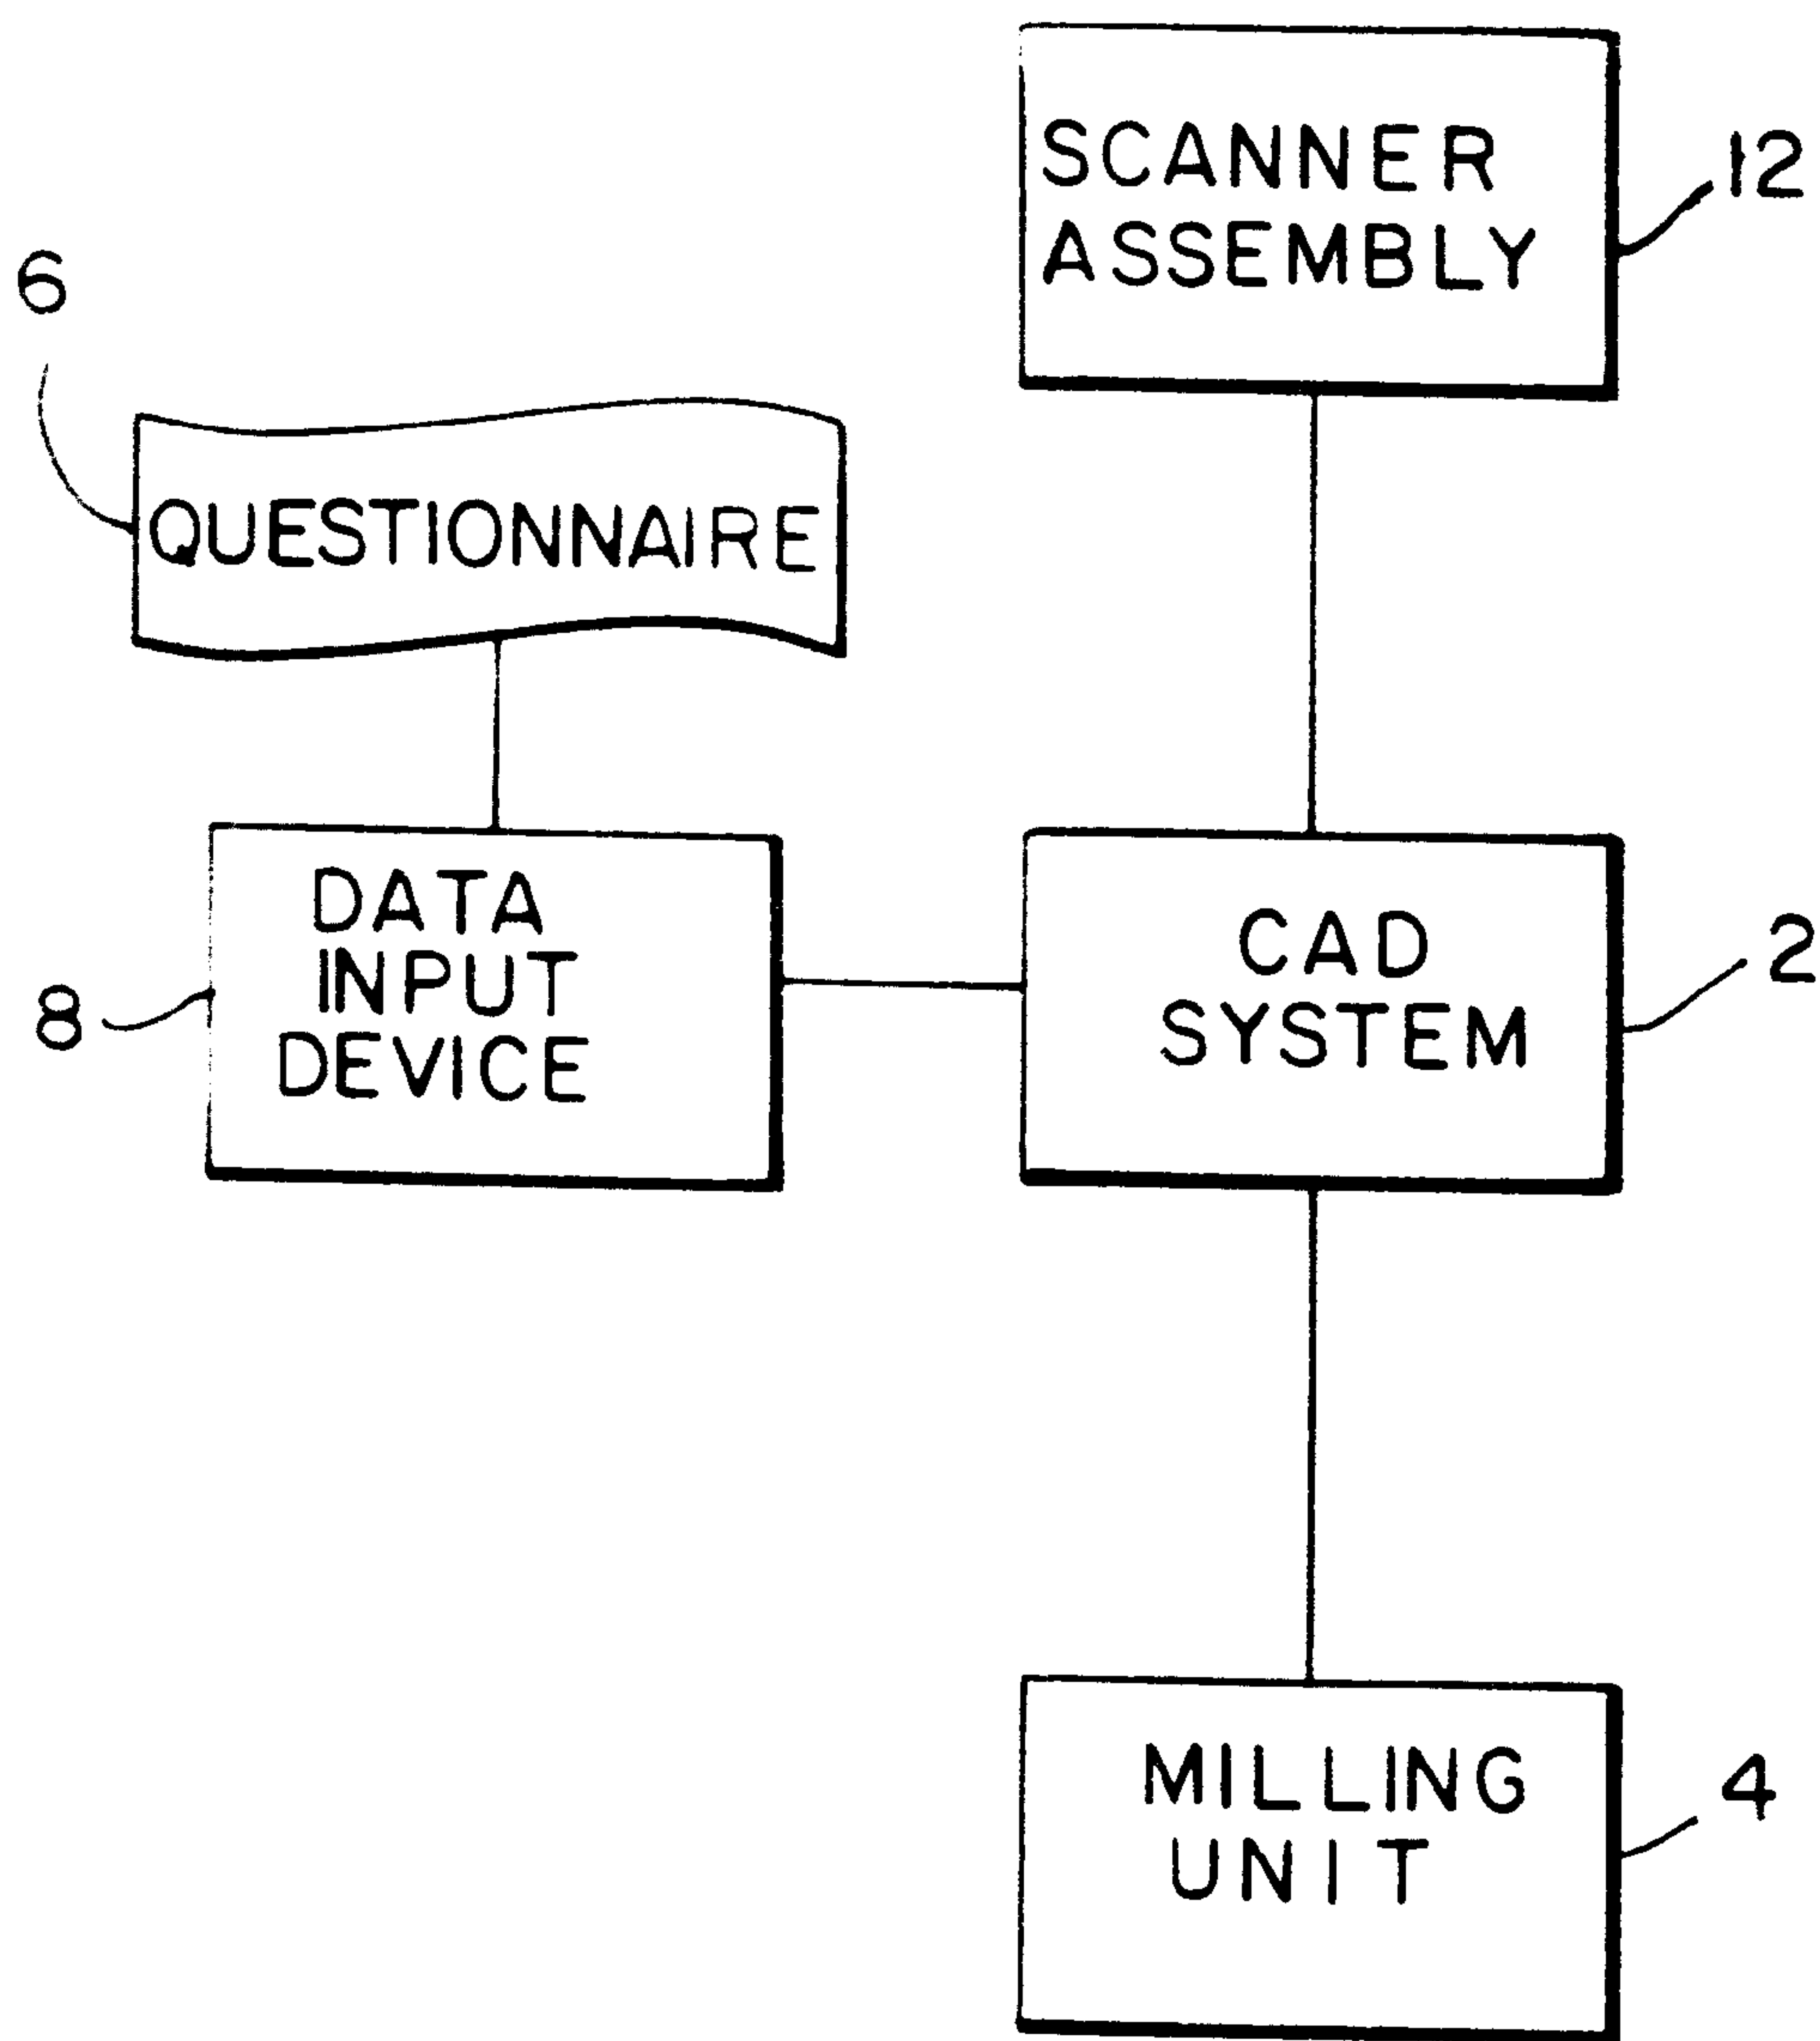 SCANNER
ASSEMBLY
12
6
QUESTIONNAIRE
DATA
INPUT
DEVICE
8
CAD
SYSTEM
2
MILLING
UNIT
4